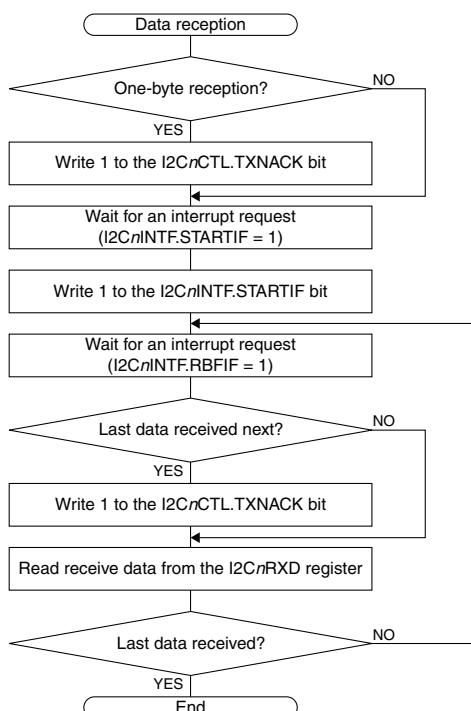 Data reception
One-byte reception?
NO
YES
Write 1 to the I2CnCTL.TXNACK bit
Wait for an interrupt request
(I2CnINTF.STARTIF = 1)
Write 1 to the I2CnINTF.STARTIF bit
Wait for an interrupt request
(I2CnINTF.RBFIF = 1)
Last data received next?
NO
YES
Write 1 to the I2CnCTL.TXNACK bit
Read receive data from the I2CnRXD register
Last data received?
NO
YES
End